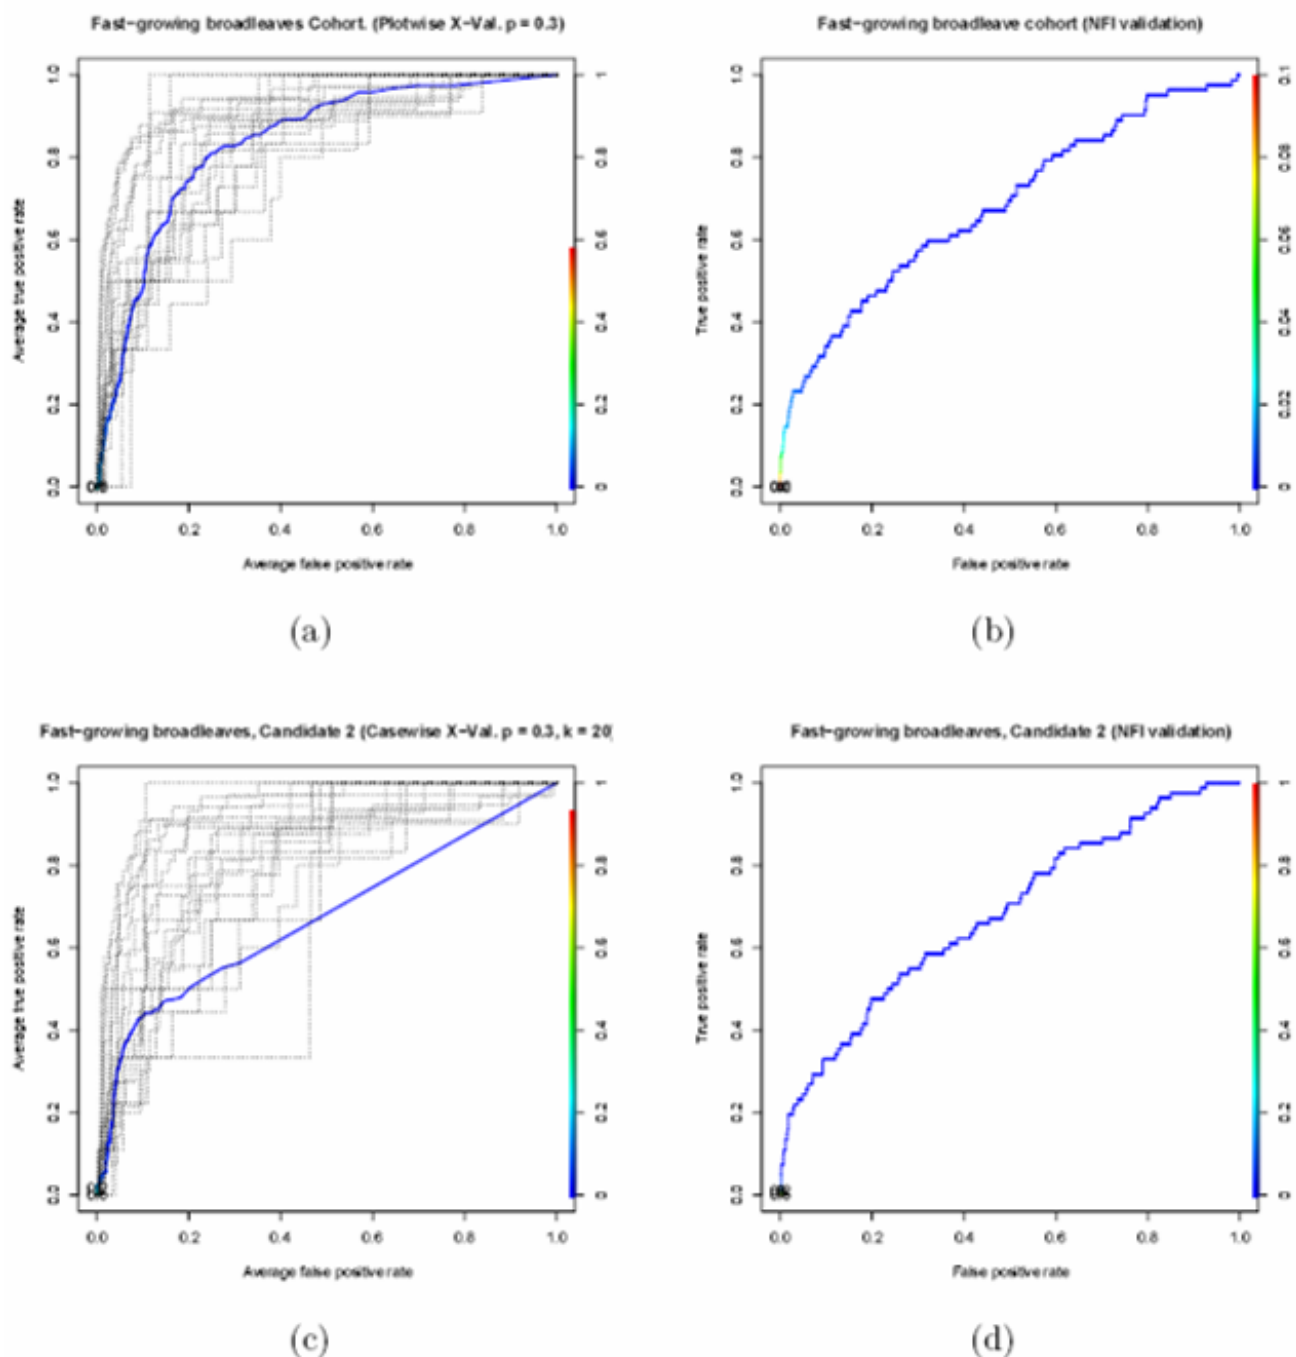 Fast-growing broadleaves Cohort. (Plotwise X-Val. p = 0.3)
Fast-growing broadleave cohort (NFI validation)
Average true positive rate
0.0 0.2 0.4 0.6 0.8 1.0
0 0.2 0.4 0.6 0.8 1
0.0 0.2 0.4 0.6 0.8 1.0
Average false positive rate
True positive rate
0.0 0.2 0.4 0.6 0.8 1.0
0 0.02 0.04 0.06 0.08 0.1
0.0 0.2 0.4 0.6 0.8 1.0
False positive rate
(a)
(b)
Fast-growing broadleaves, Candidate 2 (Casewise X-Val. p = 0.3, k = 20)
Fast-growing broadleaves, Candidate 2 (NFI validation)
Average true positive rate
0.0 0.2 0.4 0.6 0.8 1.0
0 0.2 0.4 0.6 0.8 1
0.0 0.2 0.4 0.6 0.8 1.0
Average false positive rate
True positive rate
0.0 0.2 0.4 0.6 0.8 1.0
0 0.2 0.4 0.6 0.8 1
0.0 0.2 0.4 0.6 0.8 1.0
False positive rate
(c)
(d)